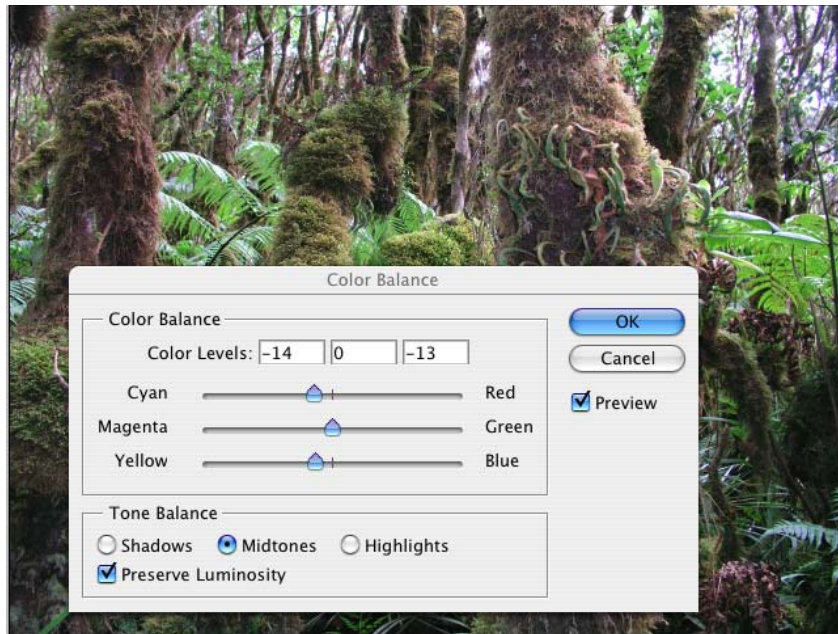 Color Balance
Color Balance
Color Levels: -14 0 -13
Cyan Red
Magenta Green
Yellow Blue
Tone Balance
Shadows Midtones Highlights
Preserve Luminosity
OK
Cancel
Preview